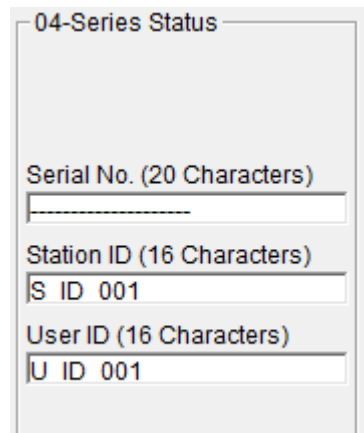 04-Series Status
Serial No. (20 Characters)
--------------------
Station ID (16 Characters)
S_ID_001
User ID (16 Characters)
U_ID_001